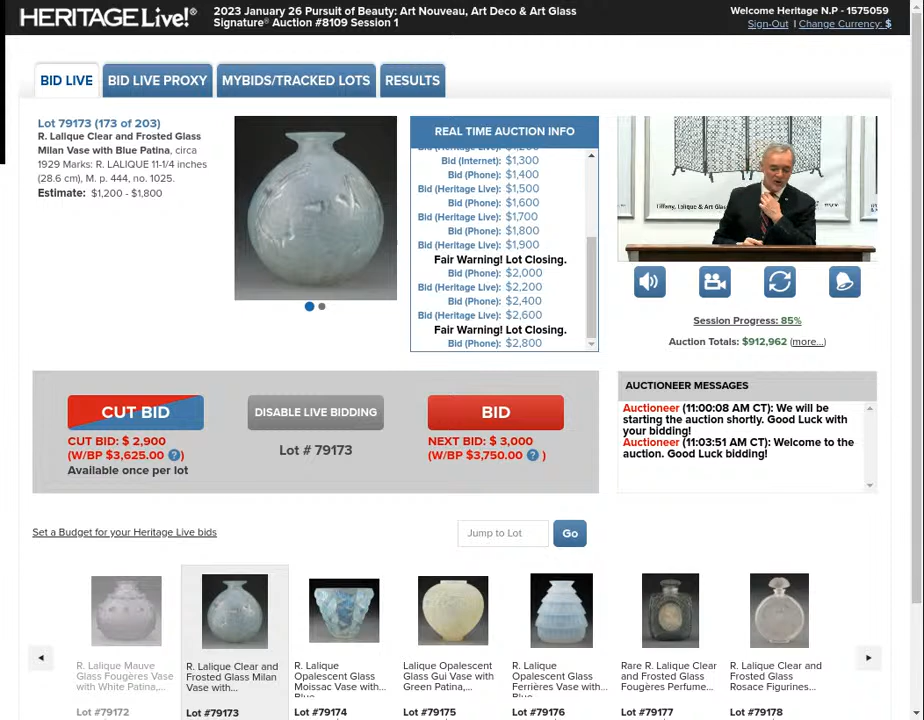 HERITAGE Live!®
2023 January 26 Pursuit of Beauty: Art Nouveau, Art Deco & Art Glass
Signature® Auction #8109 Session 1
Welcome Heritage N.P - 1575059
Sign-Out | Change Currency: $
BID LIVE
BID LIVE PROXY
MYBIDS/TRACKED LOTS
RESULTS
Lot 79173 (173 of 203)
R. Lalique Clear and Frosted Glass
Milan Vase with Blue Patina, circa
1929 Marks: R. LALIQUE 11-1/4 inches
(28.6 cm), M. p. 444, no. 1025.
Estimate: $1,200 - $1,800
REAL TIME AUCTION INFO
Bid (Internet): $1,300
Bid (Phone): $1,400
Bid (Heritage Live): $1,500
Bid (Phone): $1,600
Bid (Heritage Live): $1,700
Bid (Phone): $1,800
Bid (Heritage Live): $1,900
Fair Warning! Lot Closing.
Bid (Phone): $2,000
Bid (Heritage Live): $2,200
Bid (Phone): $2,400
Bid (Heritage Live): $2,600
Fair Warning! Lot Closing.
Bid (Phone): $2,800
Tiffany, Lalique & Art Glas
Session Progress: 85%
Auction Totals: $912,962 (more...)
CUT BID
CUT BID: $ 2,900
(W/BP $3,625.00 ?)
Available once per lot
DISABLE LIVE BIDDING
Lot # 79173
BID
NEXT BID: $ 3,000
(W/BP $3,750.00 ? )
AUCTIONEER MESSAGES
Auctioneer (11:00:08 AM CT): We will be
starting the auction shortly. Good Luck with
your bidding!
Auctioneer (11:03:51 AM CT): Welcome to the
auction. Good Luck bidding!
Set a Budget for your Heritage Live bids
Jump to Lot
Go
R. Lalique Mauve
Glass Fougères Vase
with White Patina,...
Lot #79172
R. Lalique Clear and
Frosted Glass Milan
Vase with...
Lot #79173
R. Lalique
Opalescent Glass
Moissac Vase with...
Lot #79174
Lalique Opalescent
Glass Gui Vase with
Green Patina,...
Lot #79175
R. Lalique
Opalescent Glass
Ferrières Vase with...
Lot #79176
Rare R. Lalique Clear
and Frosted Glass
Fougères Perfume...
Lot #79177
R. Lalique Clear
and Frosted Glass
Rosace Figurines...
Lot #79178